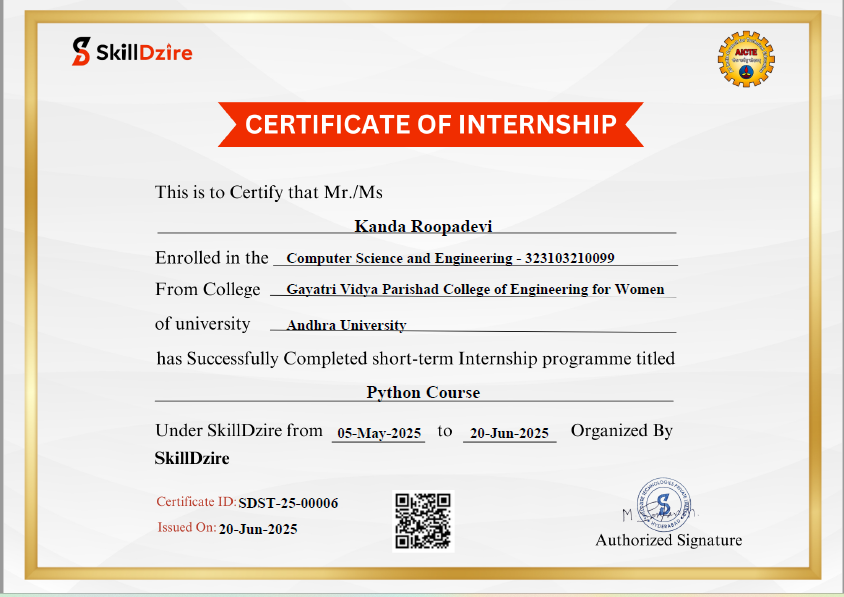 SkillDzire
AICTE
CERTIFICATE OF INTERNSHIP
This is to Certify that Mr./Ms
Kanda Roopadevi
Enrolled in the Computer Science and Engineering - 323103210099
From College Gayatri Vidya Parishad College of Engineering for Women
of university Andhra University
has Successfully Completed short-term Internship programme titled
Python Course
Under SkillDzire from 05-May-2025 to 20-Jun-2025 Organized By
SkillDzire
Certificate ID: SDST-25-00006
Issued On: 20-Jun-2025
HYDERABAD
Authorized Signature